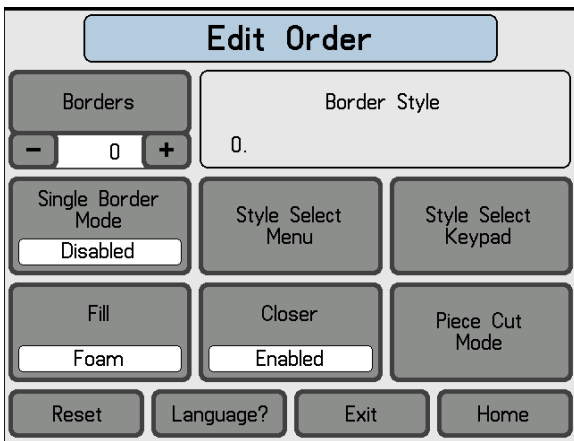 Edit Order
Borders
Border Style
- 0 +
0.
Single Border
Mode
Disabled
Style Select
Menu
Style Select
Keypad
Fill
Foam
Closer
Enabled
Piece Cut
Mode
Reset
Language?
Exit
Home